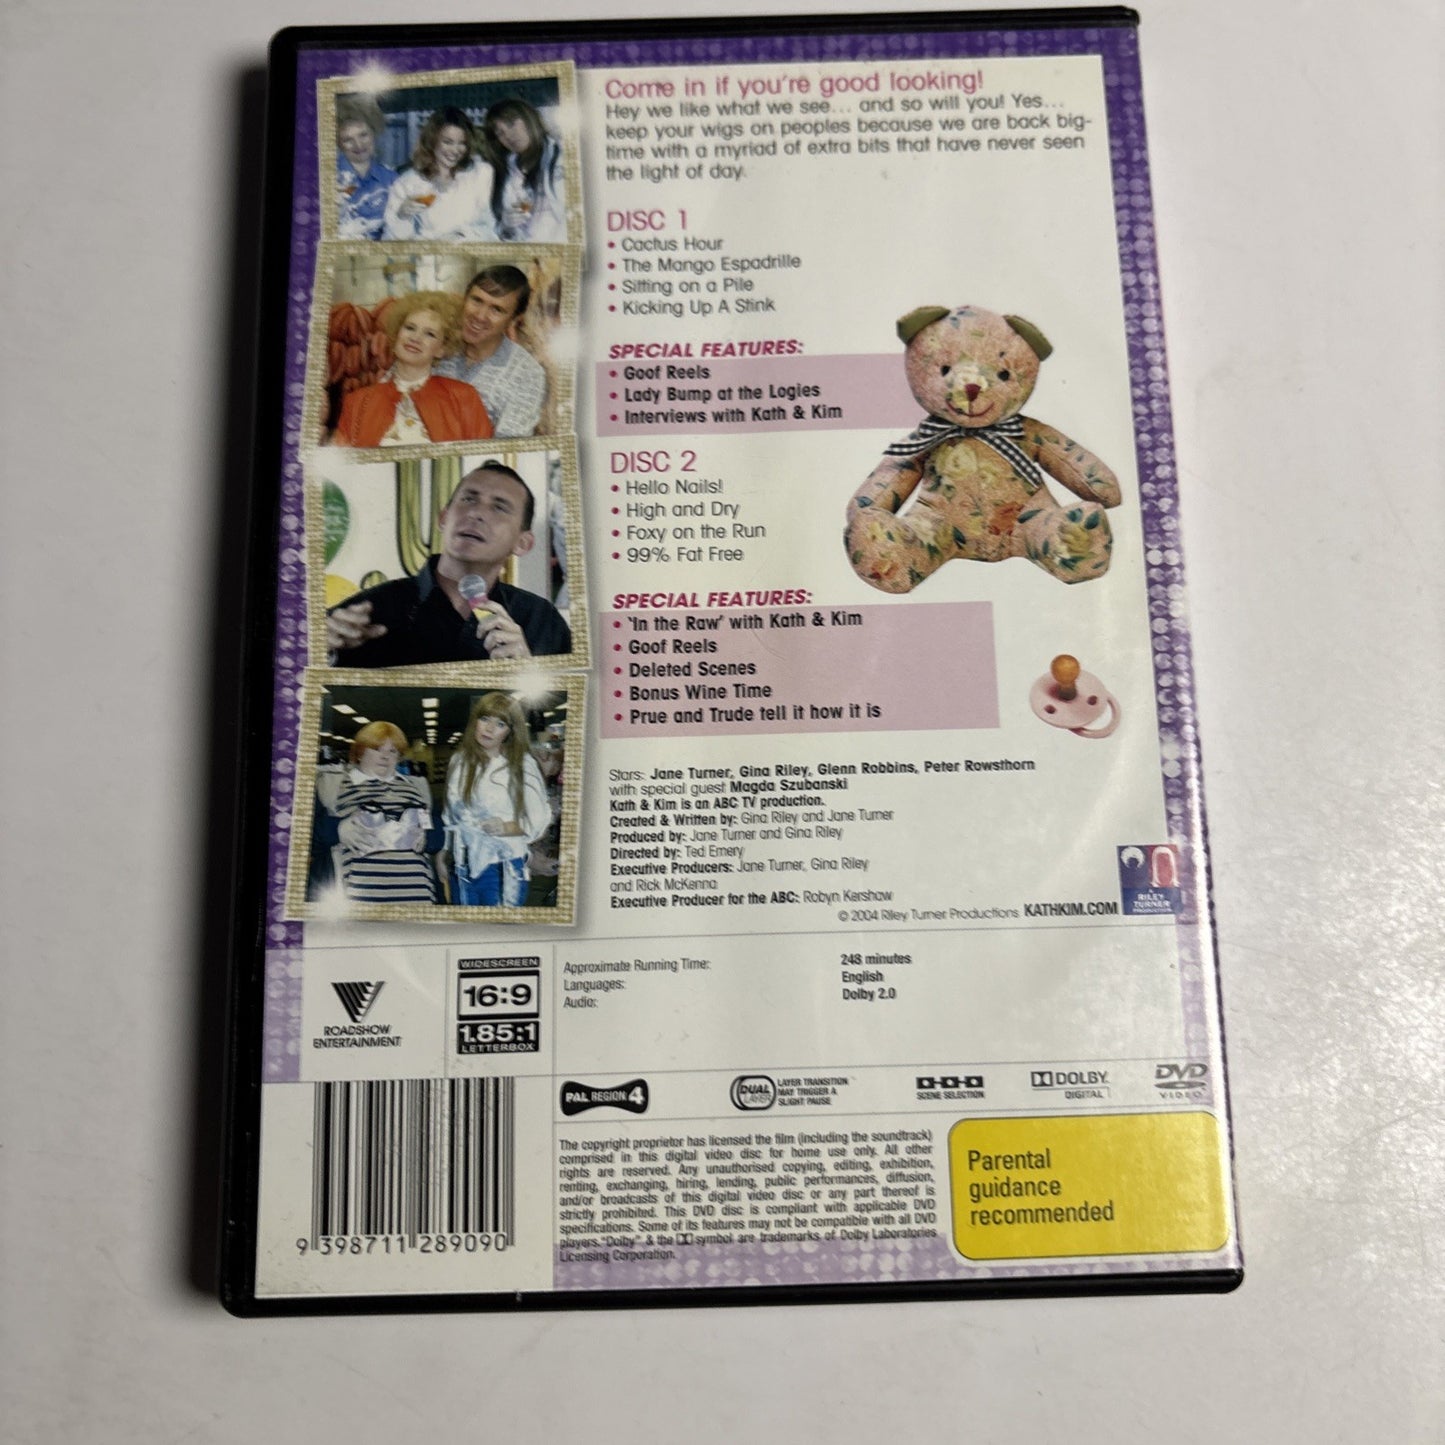 Come in if you're good looking!
Hey we like what we see... and so will you! Yes...
keep your wigs on peoples because we are back big-
time with a myriad of extra bits that have never seen
the light of day.
DISC 1
• Cactus Hour
• The Mango Espadrille
• Sitting on a Pile
• Kicking Up A Stink
SPECIAL FEATURES:
• Goof Reels
• Lady Bump at the Logies
• Interviews with Kath & Kim
DISC 2
• Hello Nails!
• High and Dry
• Foxy on the Run
• 99% Fat Free
SPECIAL FEATURES:
• 'In the Raw' with Kath & Kim
• Goof Reels
• Deleted Scenes
• Bonus Wine Time
• Prue and Trude tell it how it is
Stars: Jane Turner, Gina Riley, Glenn Robbins, Peter Rowsthorn
with special guest Magda Szubanski
Kath & Kim is an ABC TV production.
Created & Written by: Gina Riley and Jane Turner
Produced by: Jane Turner and Gina Riley
Directed by: Ted Emery
Executive Producers: Jane Turner, Gina Riley
and Rick McKenna
Executive Producer for the ABC: Robyn Kershaw
© 2004 Riley Turner Productions KATHKIM.COM
A
RILEY
TURNER
PRODUCTION
ROADSHOW
ENTERTAINMENT
WIDESCREEN
16:9
1.85:1
LETTERBOX
Approximate Running Time: 248 minutes
Languages: English
Audio: Dolby 2.0
PAL REGION 4
DUAL
LAYER
LAYER TRANSITION
MAY TRIGGER A
SLIGHT PAUSE
SCENE SELECTION
DOLBY
DIGITAL
DVD
VIDEO
The copyright proprietor has licensed the film (including the soundtrack)
comprised in this digital video disc for home use only. All other
rights are reserved. Any unauthorised copying, editing, exhibition,
renting, exchanging, hiring, lending, public performances, diffusion,
and/or broadcasts of this digital video disc or any part thereof is
strictly prohibited. This DVD disc is compliant with applicable DVD
specifications. Some of its features may not be compatible with all DVD
players. "Dolby" & the symbol are trademarks of Dolby Laboratories
Licensing Corporation.
Parental
guidance
recommended
9 398711 289090